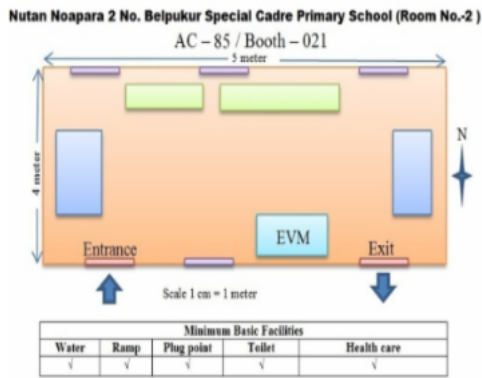 Nutan Noapara 2 No. Belpukur Special Cadre Primary School (Room No.-2 )
AC – 85 / Booth – 021
5 meter
4 meter
N
EVM
Entrance
Exit
Scale 1 cm = 1 meter
Minimum Basic Facilities
Water Ramp Plug point Toilet Health care
√ √ √ √ √